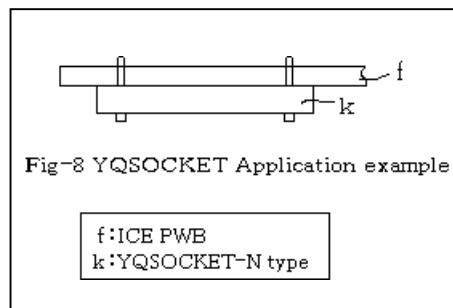 f
k
Fig-8 YQSOCKET Application example
f:ICE PWB
k:YQSOCKET-N type